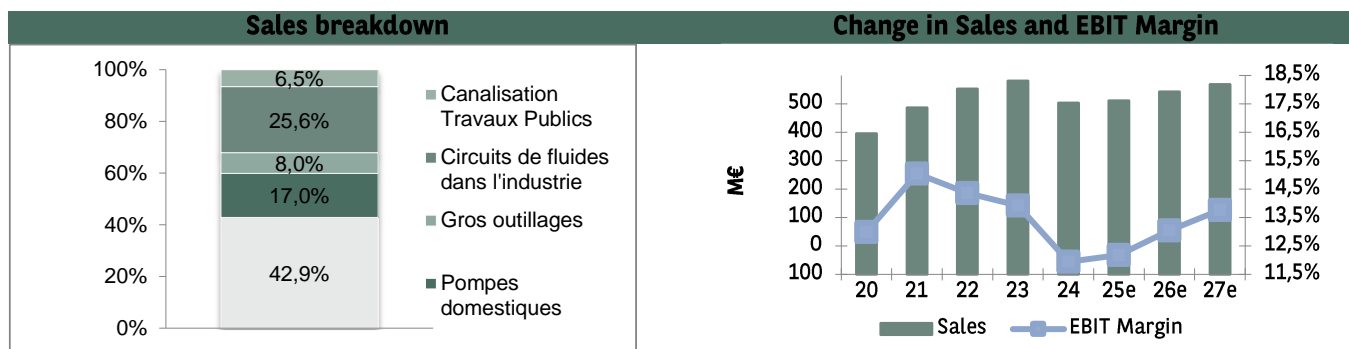 Sales breakdown
100%
80%
60%
40%
20%
0%
6,5%
25,6%
8,0%
17,0%
42,9%
Canalisation
Travaux Publics
Circuits de fluides
dans l'industrie
Gros outillages
Pompes
domestiques
Change in Sales and EBIT Margin
M€
500
400
300
200
100
0
100
18,5%
17,5%
16,5%
15,5%
14,5%
13,5%
12,5%
11,5%
20 21 22 23 24 25e 26e 27e
Sales EBIT Margin